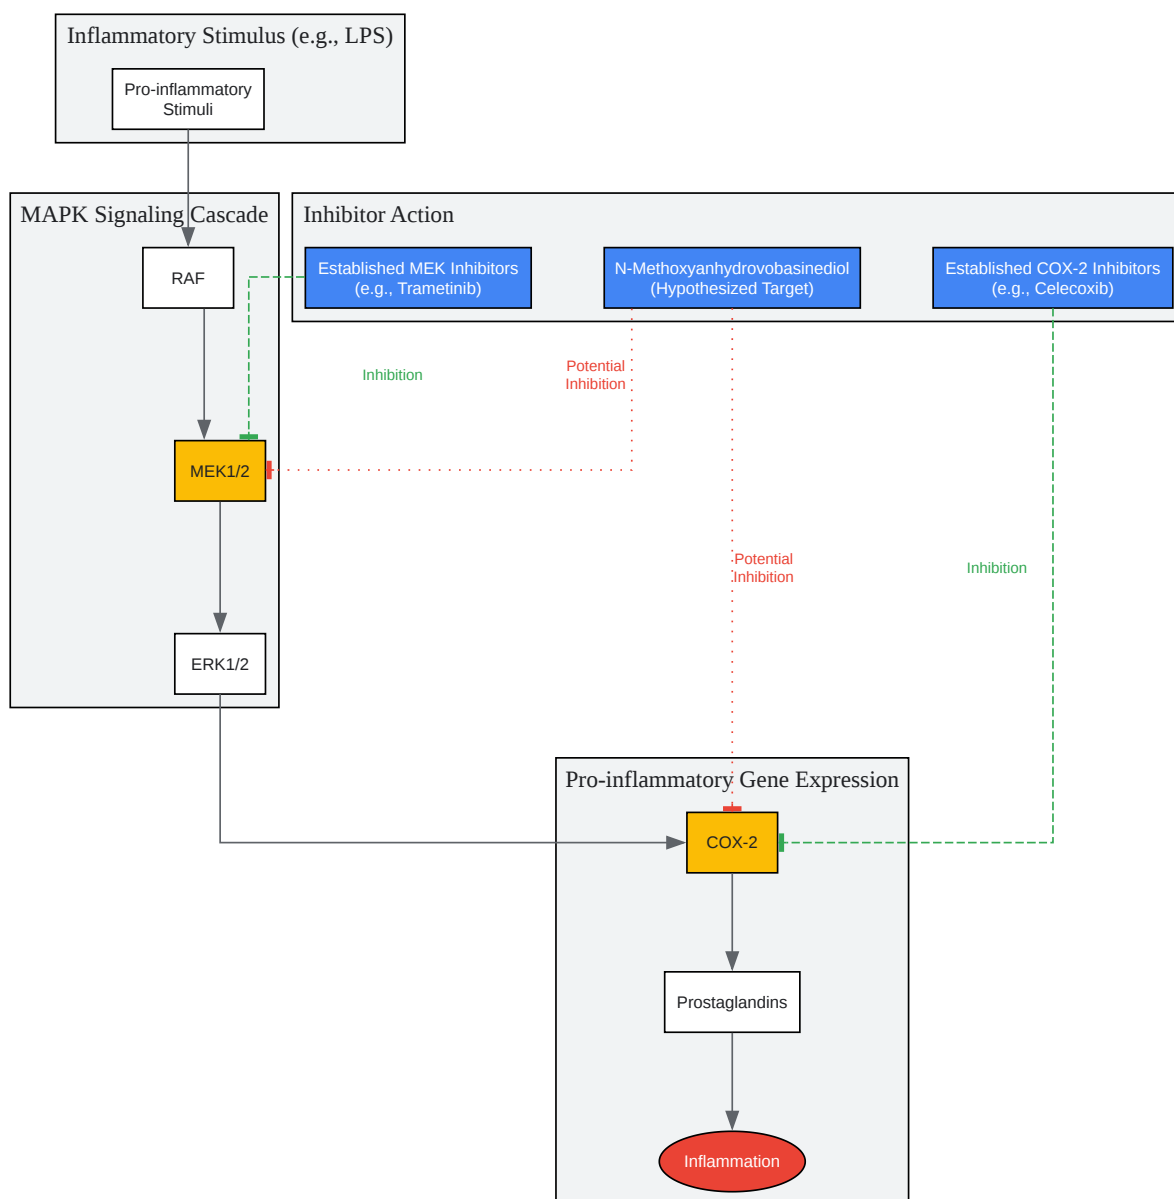 Inflammatory Stimulus (e.g., LPS)
Pro-inflammatory
Stimuli
MAPK Signaling Cascade
RAF
MEK1/2
ERK1/2
Inhibitor Action
Established MEK Inhibitors
(e.g., Trametinib)
N-Methoxyanhydrovobasinediol
(Hypothesized Target)
Established COX-2 Inhibitors
(e.g., Celecoxib)
Inhibition
Potential
Inhibition
Potential
Inhibition
Inhibition
Pro-inflammatory Gene Expression
COX-2
Prostaglandins
Inflammation